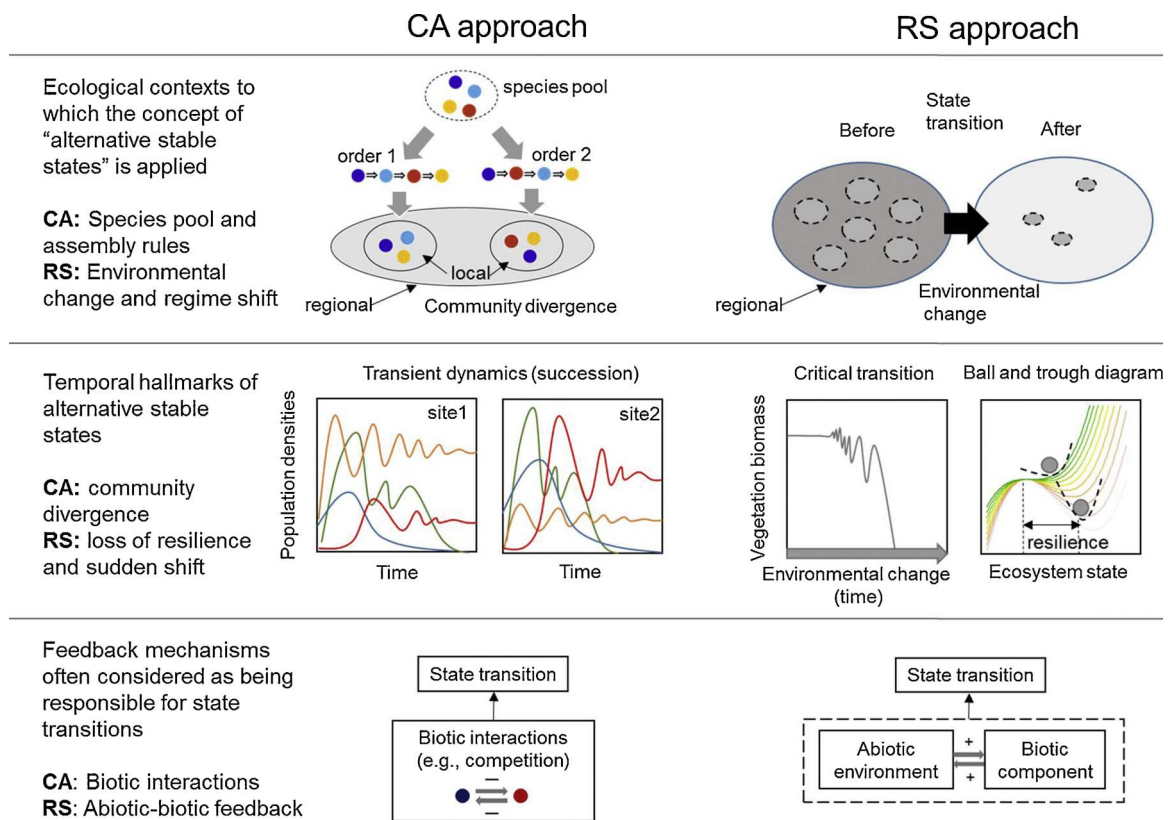 CA approach
RS approach
Ecological contexts to
which the concept of
“alternative stable
states” is applied
CA: Species pool and
assembly rules
RS: Environmental
change and regime shift
species pool
order 1
order 2
local
regional
Community divergence
State
transition
Before
After
regional
Environmental
change
Temporal hallmarks of
alternative stable
states
CA: community
divergence
RS: loss of resilience
and sudden shift
Transient dynamics (succession)
Population densities
site1
Time
site2
Time
Critical transition
Vegetation biomass
Environmental change
(time)
Ball and trough diagram
resilience
Ecosystem state
Feedback mechanisms
often considered as being
responsible for state
transitions
CA: Biotic interactions
RS: Abiotic-biotic feedback
State transition
Biotic interactions
(e.g., competition)
–
–
State transition
Abiotic
environment
+
+
Biotic
component